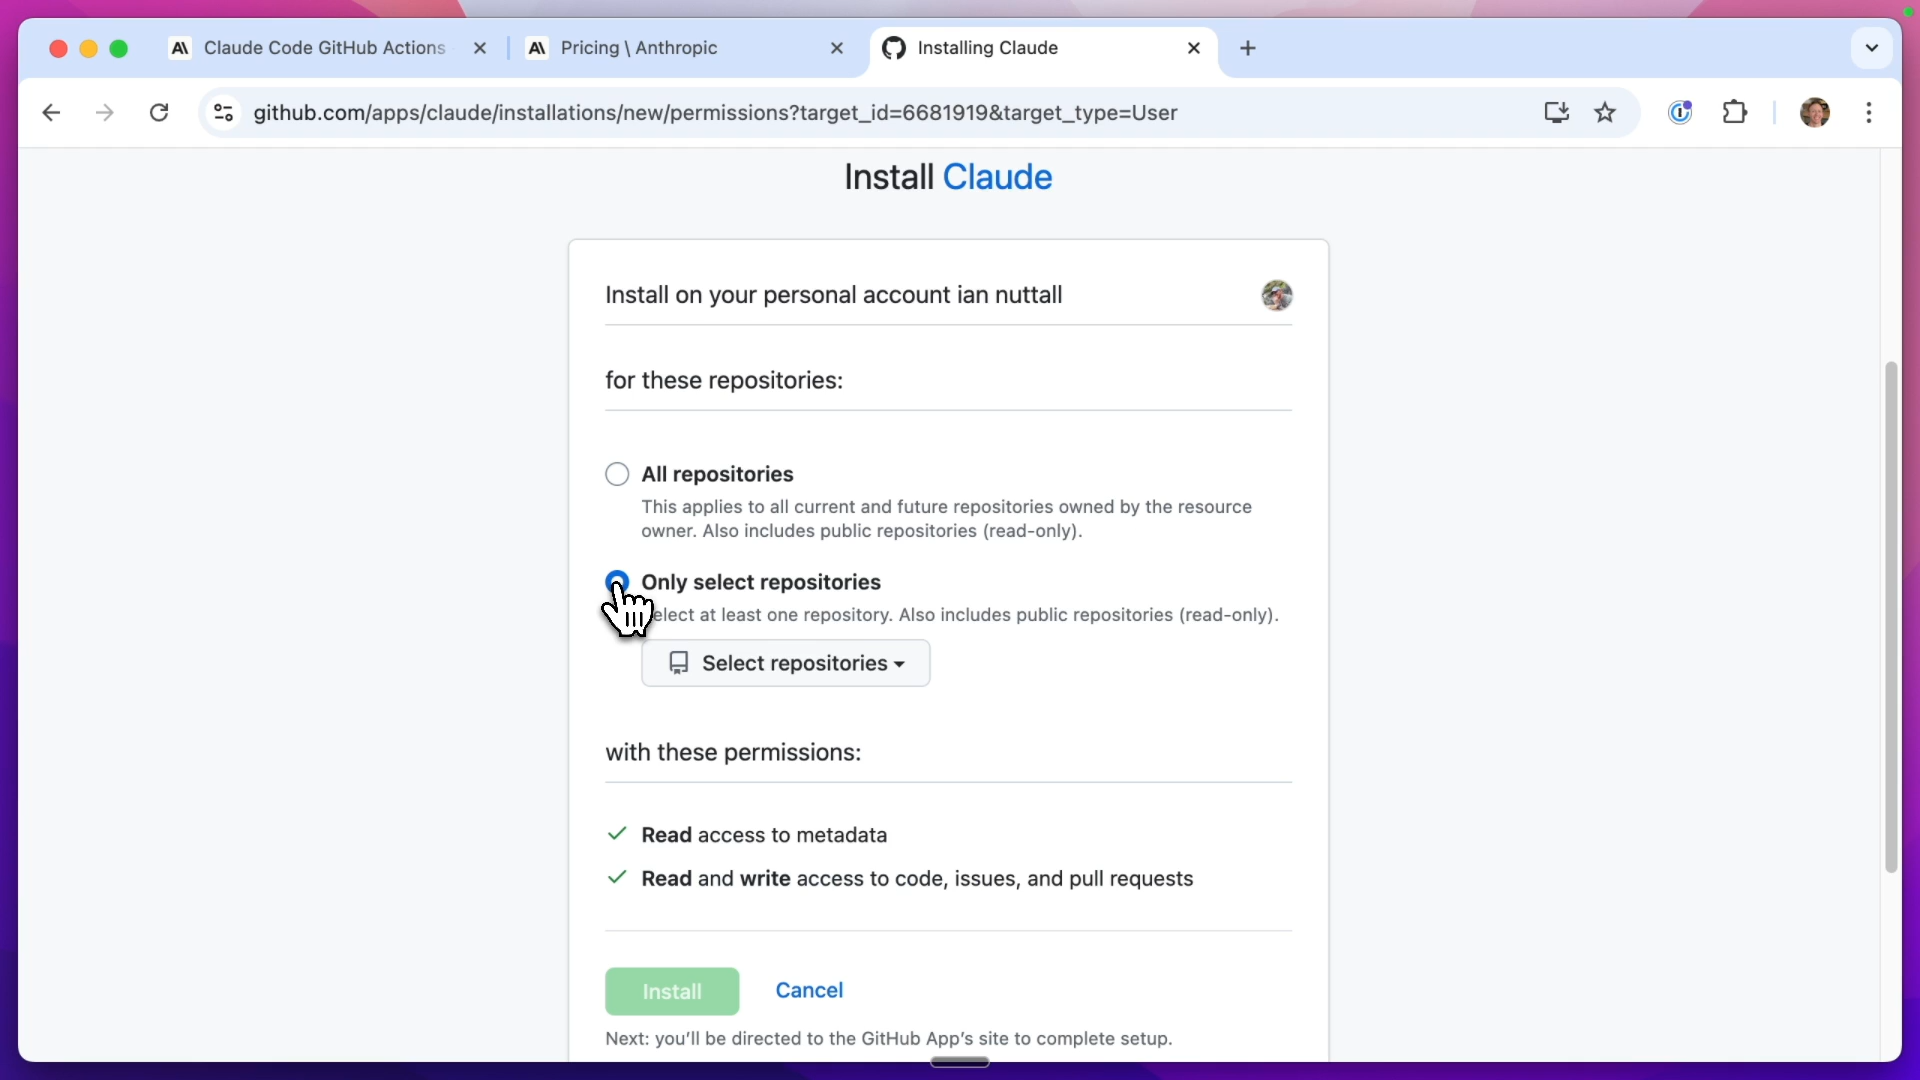 Claude Code GitHub Actions
Pricing \ Anthropic
Installing Claude
github.com/apps/claude/installations/new/permissions?target_id=6681919&target_type=User
Install Claude
Install on your personal account ian nuttall
for these repositories:
All repositories
This applies to all current and future repositories owned by the resource
owner. Also includes public repositories (read-only).
Only select repositories
elect at least one repository. Also includes public repositories (read-only).
Select repositories
with these permissions:
Read access to metadata
Read and write access to code, issues, and pull requests
Install
Cancel
Next: you'll be directed to the GitHub App's site to complete setup.